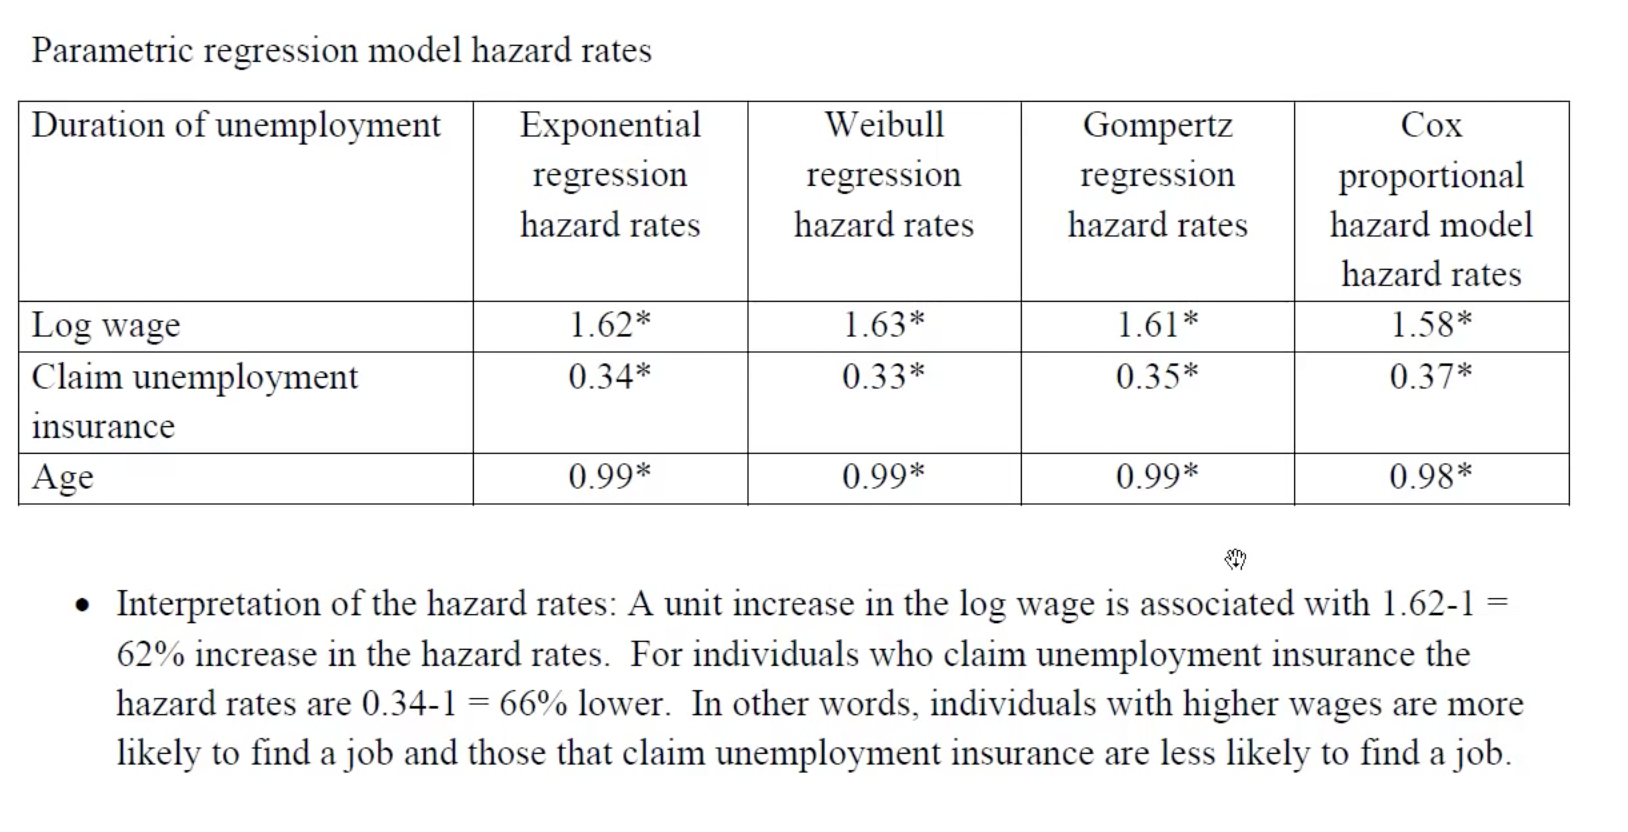 Parametric regression model hazard rates
Duration of unemployment
Exponential
regression
hazard rates
Weibull
regression
hazard rates
Gompertz
regression
hazard rates
Cox
proportional
hazard model
hazard rates
Log wage
1.62*
1.63*
1.61*
1.58*
Claim unemployment
insurance
0.34*
0.33*
0.35*
0.37*
Age
0.99*
0.99*
0.99*
0.98*
• Interpretation of the hazard rates: A unit increase in the log wage is associated with 1.62-1 =
62% increase in the hazard rates.  For individuals who claim unemployment insurance the
hazard rates are 0.34-1 = 66% lower.  In other words, individuals with higher wages are more
likely to find a job and those that claim unemployment insurance are less likely to find a job.